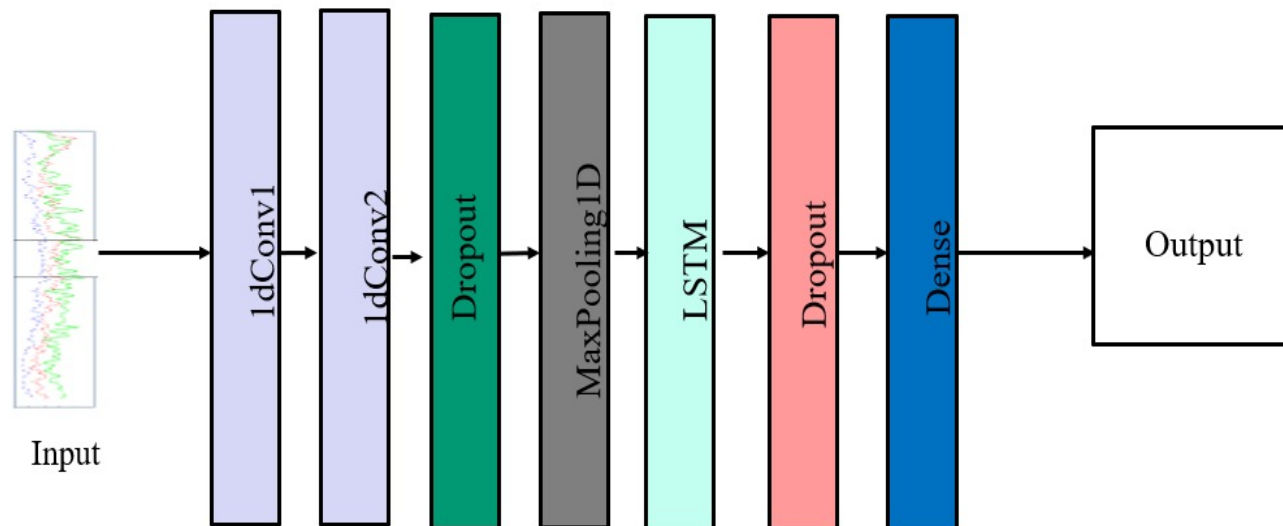 Input
1dConv1
1dConv2
Dropout
MaxPooling1D
LSTM
Dropout
Dense
Output